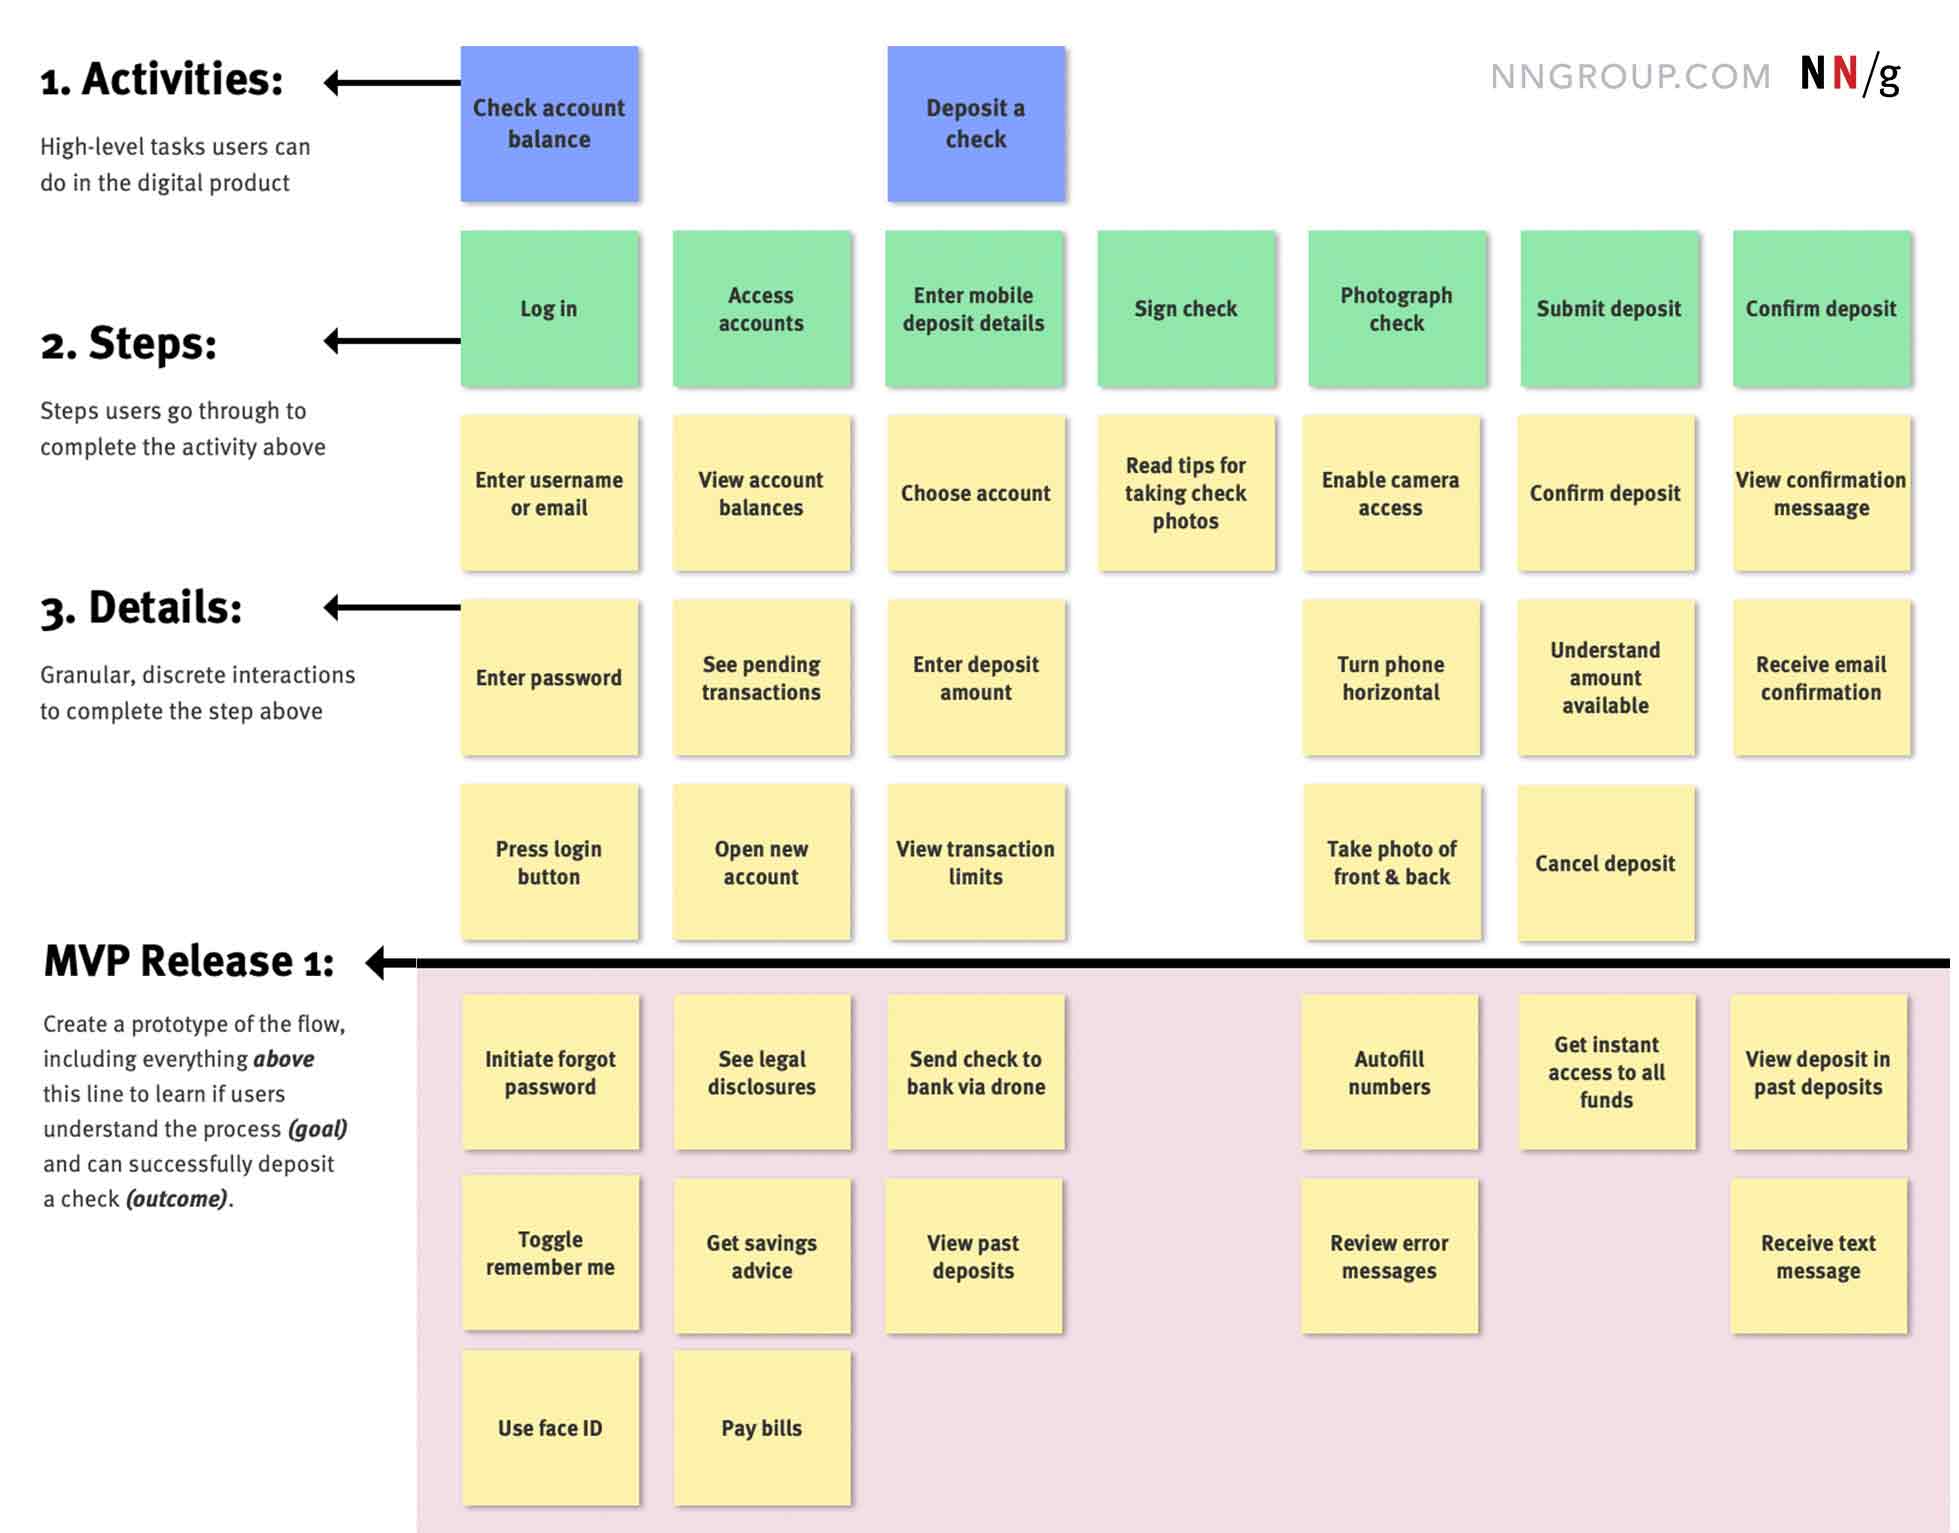 1. Activities:
High-level tasks users can
do in the digital product
Check account
balance
Deposit a
check
NNGROUP.COM NN/g
2. Steps:
Steps users go through to
complete the activity above
Log in
Access
accounts
Enter mobile
deposit details
Sign check
Photograph
check
Submit deposit
Confirm deposit
3. Details:
Granular, discrete interactions
to complete the step above
Enter username
or email
View account
balances
Choose account
Read tips for
taking check
photos
Enable camera
access
Confirm deposit
View confirmation
messaage
Enter password
See pending
transactions
Enter deposit
amount
Turn phone
horizontal
Understand
amount
available
Receive email
confirmation
Press login
button
Open new
account
View transaction
limits
Take photo of
front & back
Cancel deposit
MVP Release 1:
Create a prototype of the flow,
including everything above
this line to learn if users
understand the process (goal)
and can successfully deposit
a check (outcome).
Initiate forgot
password
See legal
disclosures
Send check to
bank via drone
Autofill
numbers
Get instant
access to all
funds
View deposit in
past deposits
Toggle
remember me
Get savings
advice
View past
deposits
Review error
messages
Receive text
message
Use face ID
Pay bills